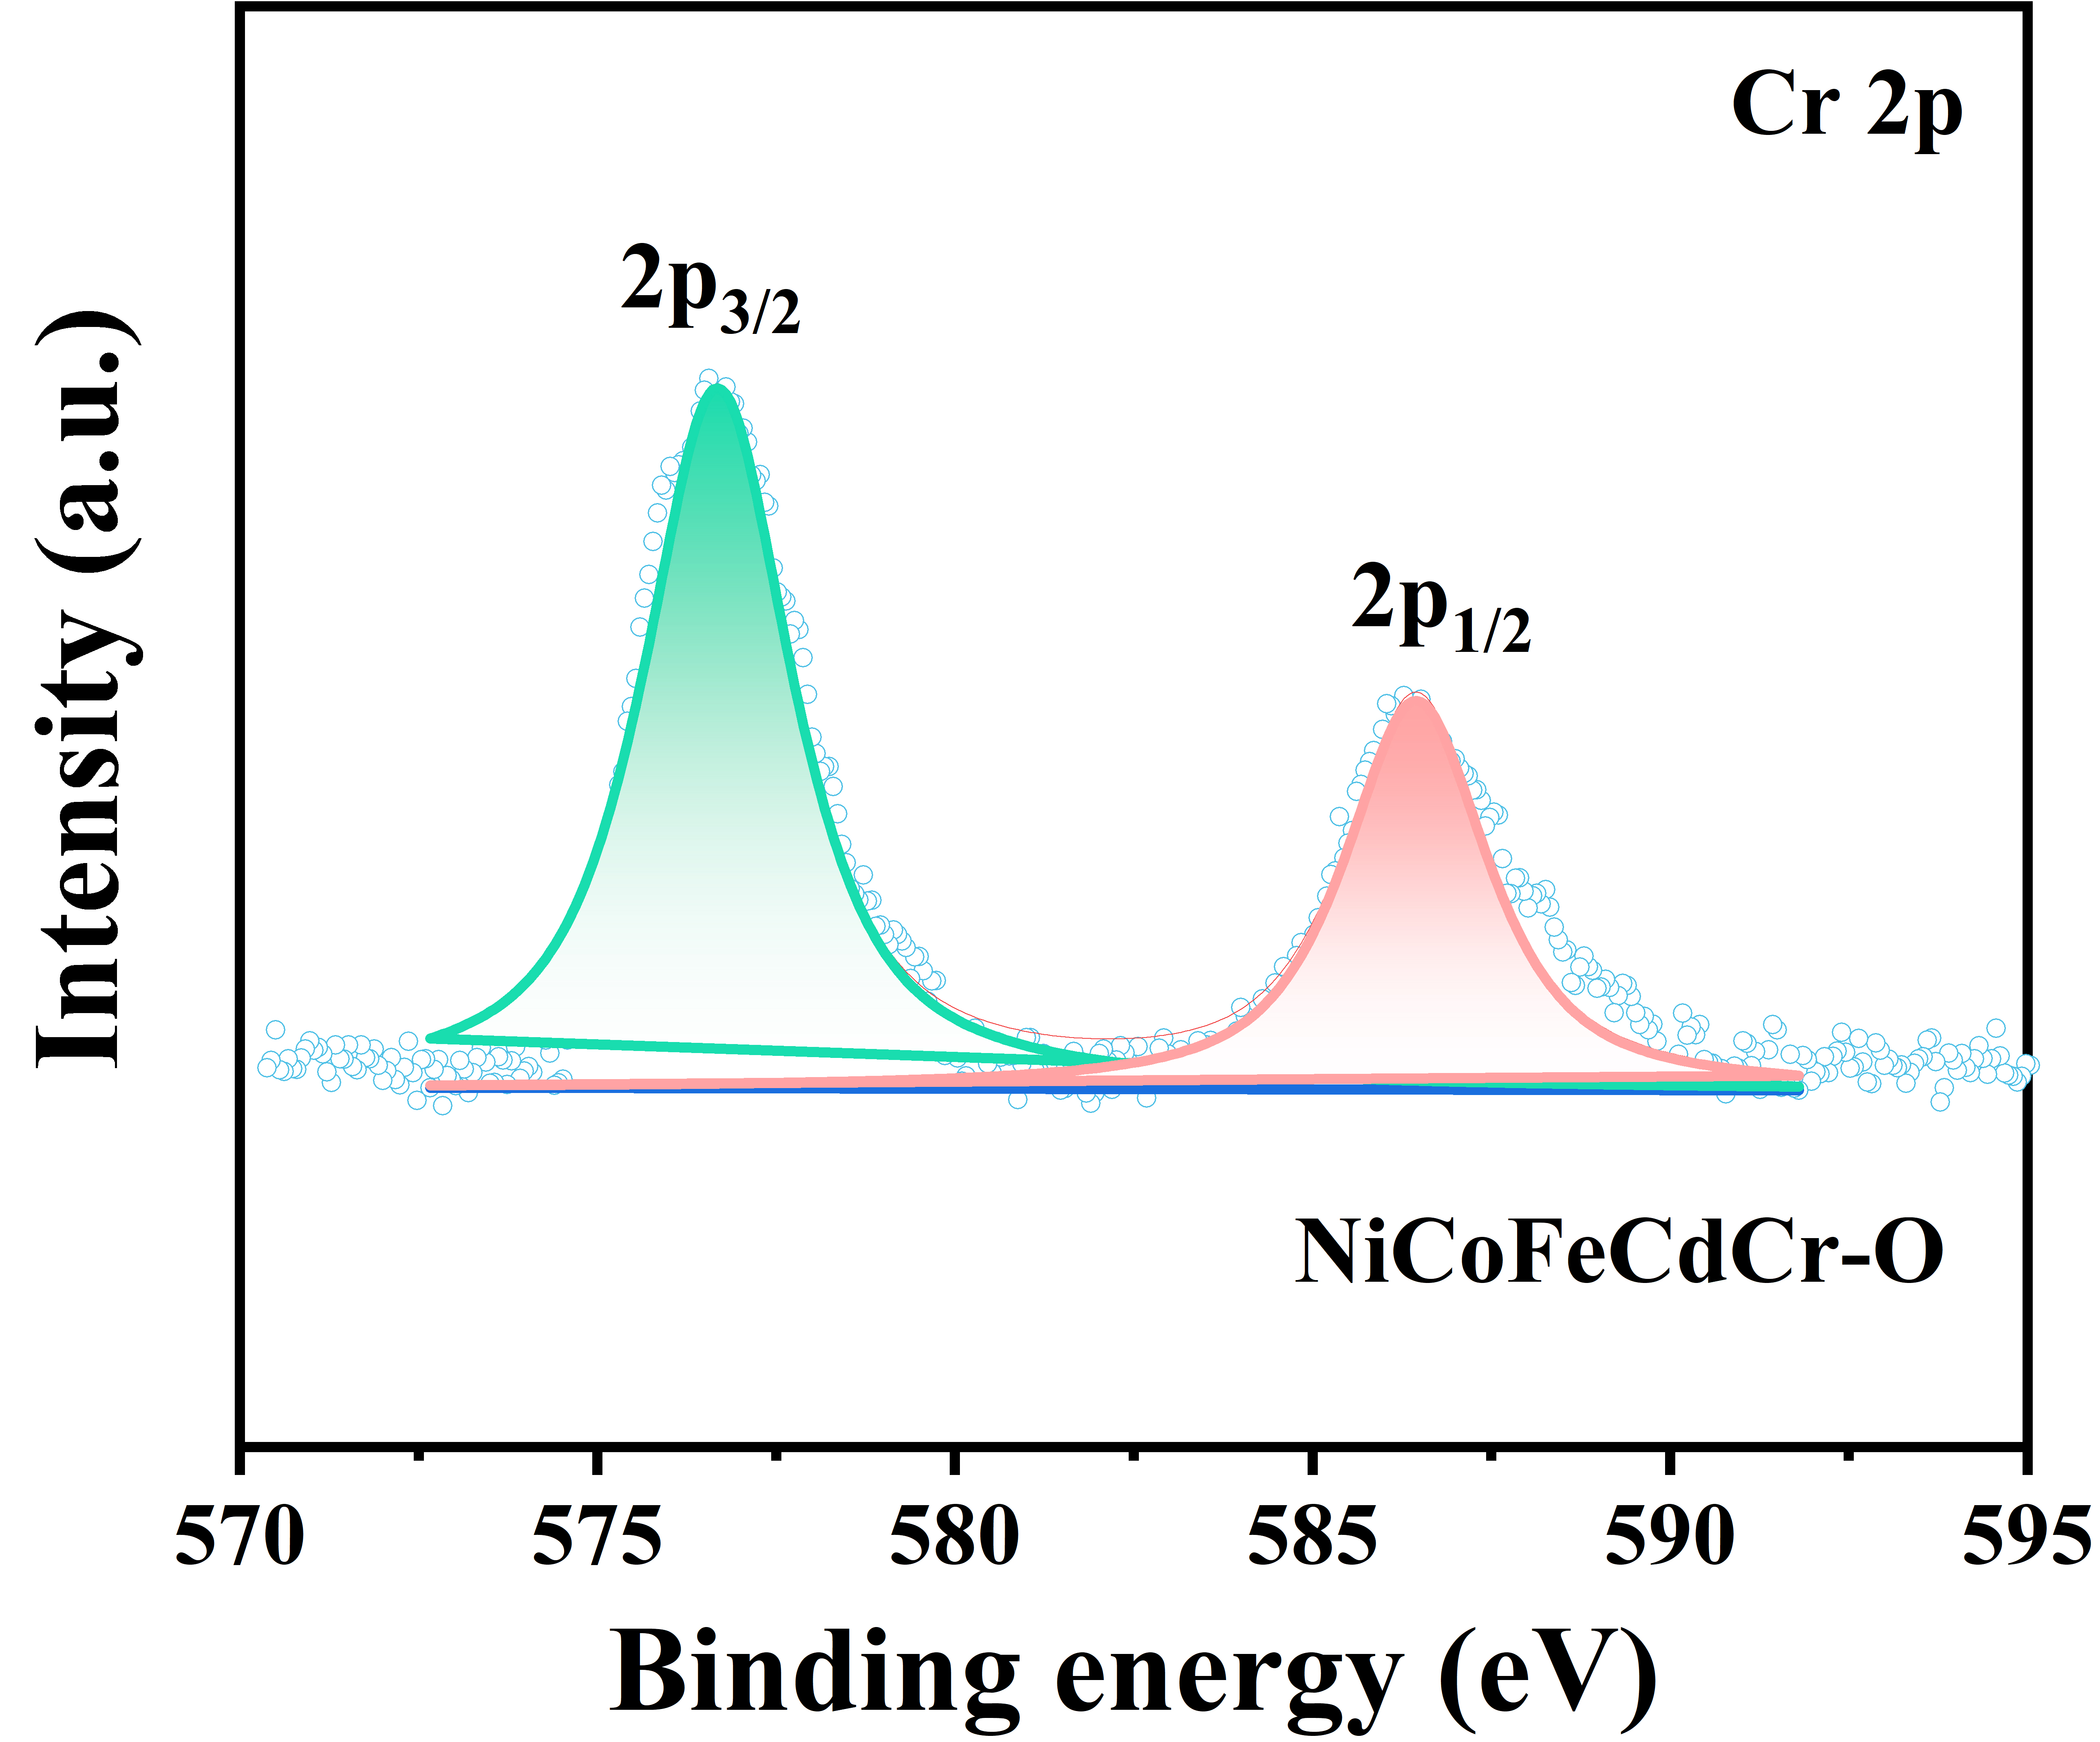 Cr 2p
2p3/2
2p1/2
Intensity (a.u.)
NiCoFeCdCr-O
570 575 580 585 590 595
Binding energy (eV)